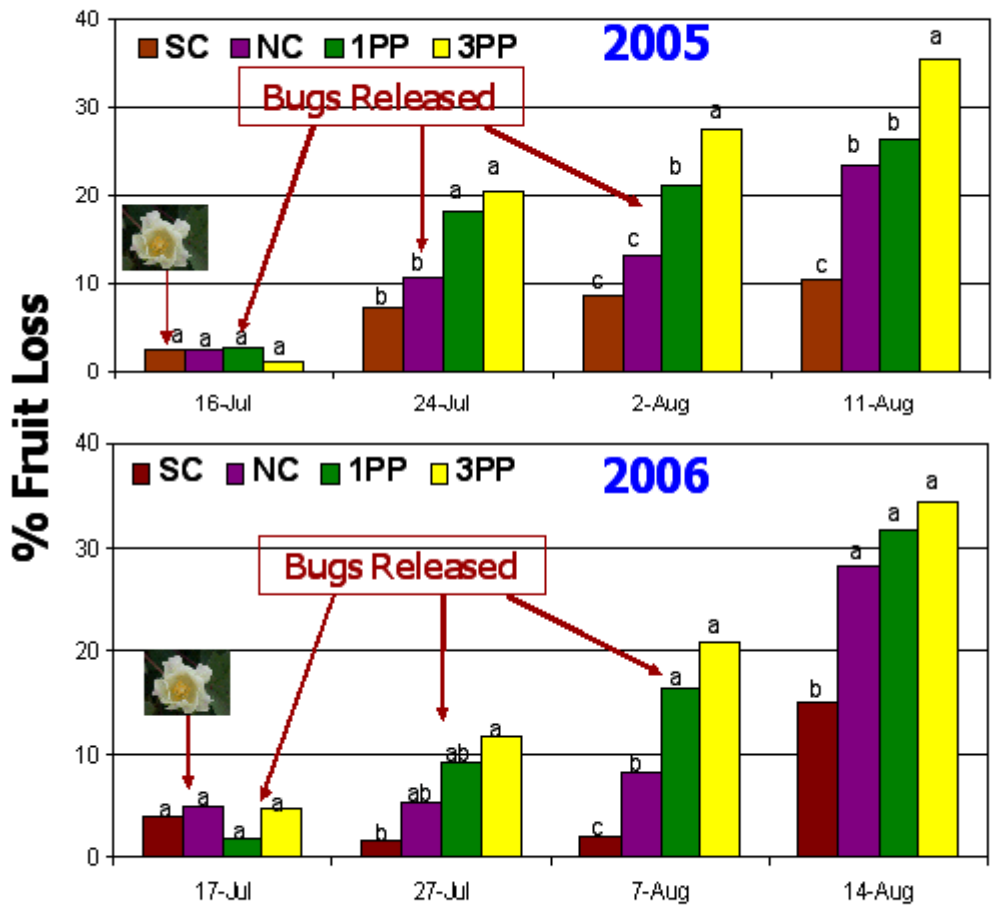 % Fruit Loss
40
30
20
10
0
SC NC 1PP 3PP
2005
Bugs Released
a a a a
b b a a
c c b a
c b b a
16-Jul 24-Jul 2-Aug 11-Aug
40
30
20
10
0
SC NC 1PP 3PP
2006
Bugs Released
a a a a
b ab ab a
c b a a
b a a a
17-Jul 27-Jul 7-Aug 14-Aug